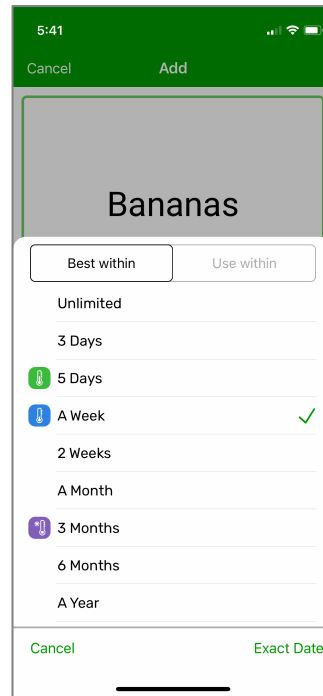 5:41
Cancel Add
Bananas
Best within Use within
Unlimited
3 Days
5 Days
A Week
2 Weeks
A Month
3 Months
6 Months
A Year
Cancel Exact Date